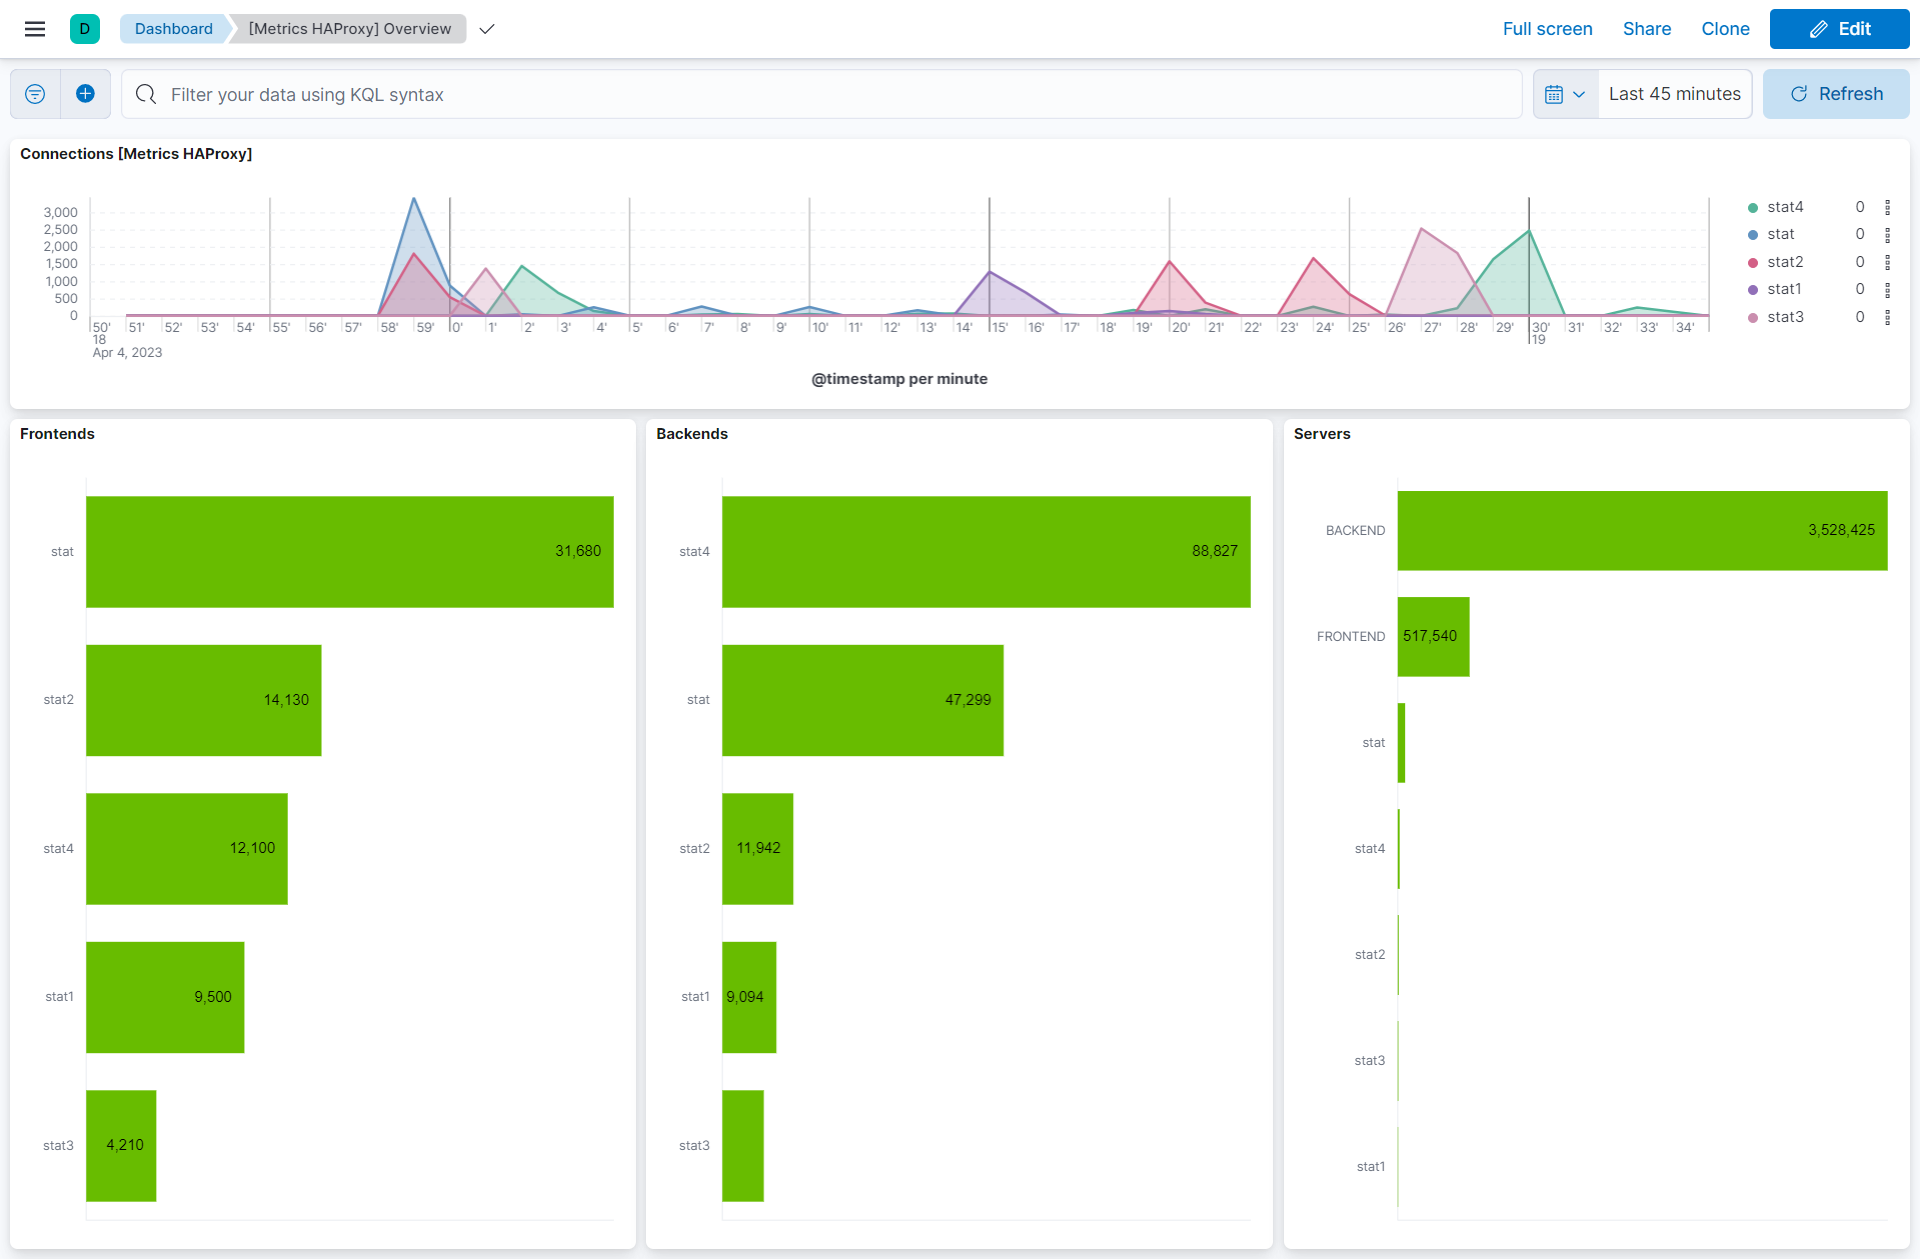 D Dashboard [Metrics HAProxy] Overview Full screen Share Clone Edit
Filter your data using KQL syntax Last 45 minutes Refresh
Connections [Metrics HAProxy]
3,000
2,500
2,000
1,500
1,000
500
0
50' 51' 52' 53' 54' 55' 56' 57' 58' 59' 0' 1' 2' 3' 4' 5' 6' 7' 8' 9' 10' 11' 12' 13' 14' 15' 16' 17' 18' 19' 20' 21' 22' 23' 24' 25' 26' 27' 28' 29' 30' 31' 32' 33' 34'
18 19
Apr 4, 2023
@timestamp per minute
stat4 0
stat 0
stat2 0
stat1 0
stat3 0
Frontends
stat 31,680
stat2 14,130
stat4 12,100
stat1 9,500
stat3 4,210
Backends
stat4 88,827
stat 47,299
stat2 11,942
stat1 9,094
stat3
Servers
BACKEND 3,528,425
FRONTEND 517,540
stat
stat4
stat2
stat3
stat1